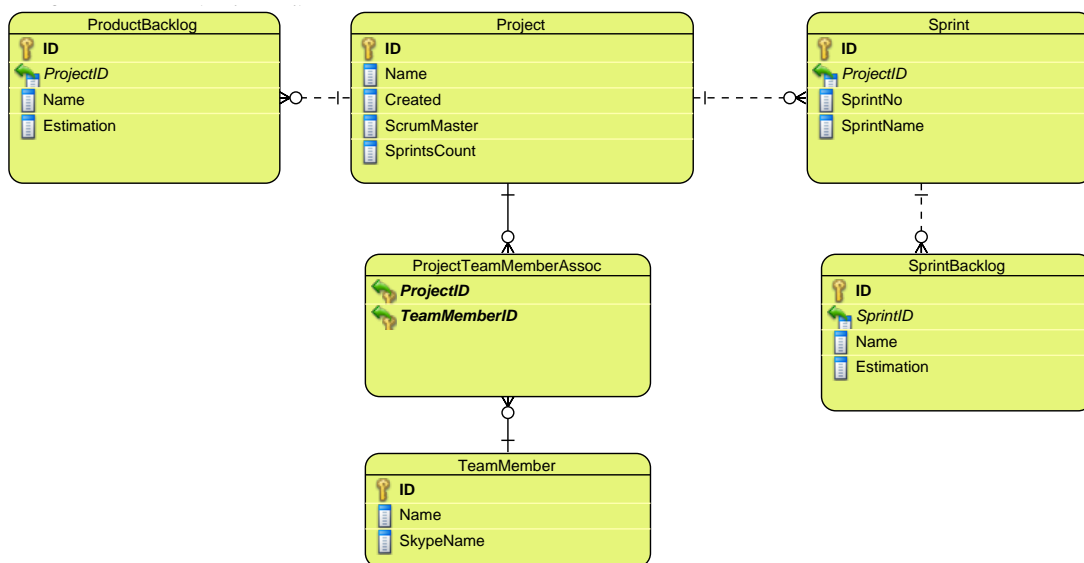 ProductBacklog
ID
ProjectID
Name
Estimation
Project
ID
Name
Created
ScrumMaster
SprintsCount
Sprint
ID
ProjectID
SprintNo
SprintName
ProjectTeamMemberAssoc
ProjectID
TeamMemberID
SprintBacklog
ID
SprintID
Name
Estimation
TeamMember
ID
Name
SkypeName